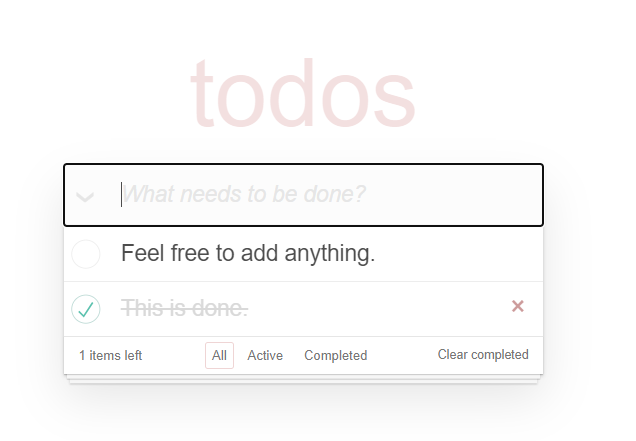 todos
What needs to be done?
Feel free to add anything.
This is done.
1 items left All Active Completed Clear completed